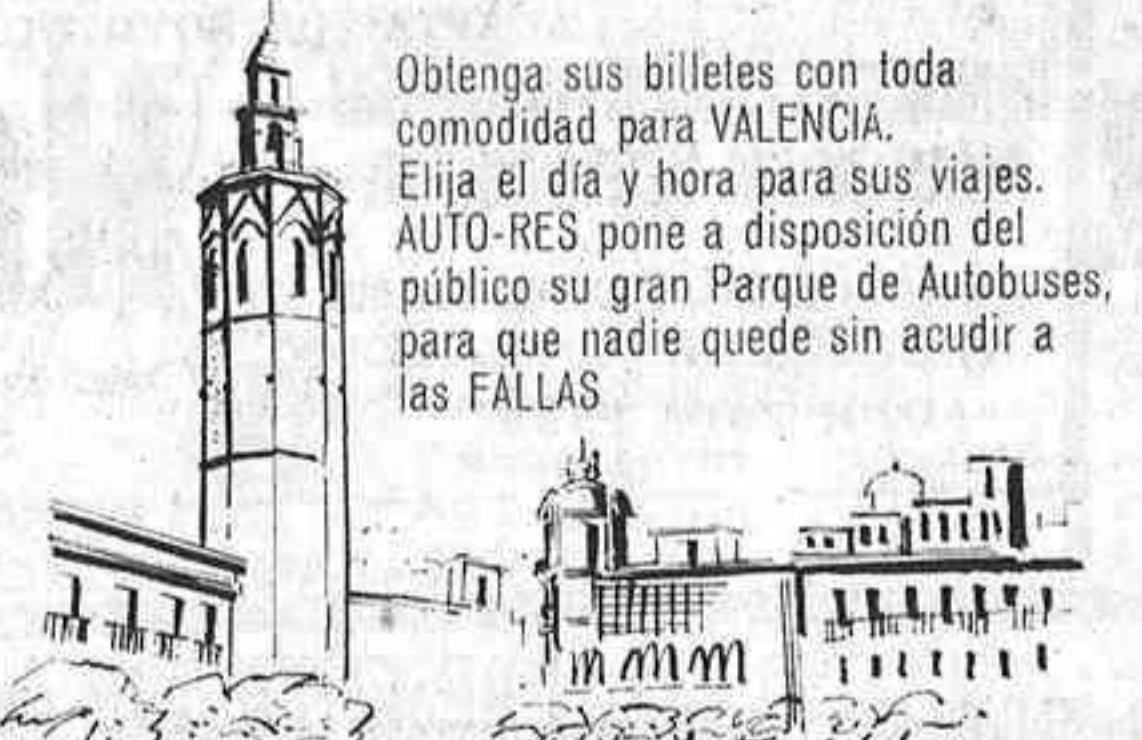 Obtenga sus billetes con toda
comodidad para VALENCIA.
Elija el día y hora para sus viajes.
AUTO-RES pone a disposición del
público su gran Parque de Autobuses,
para que nadie quede sin acudir a
las FALLAS